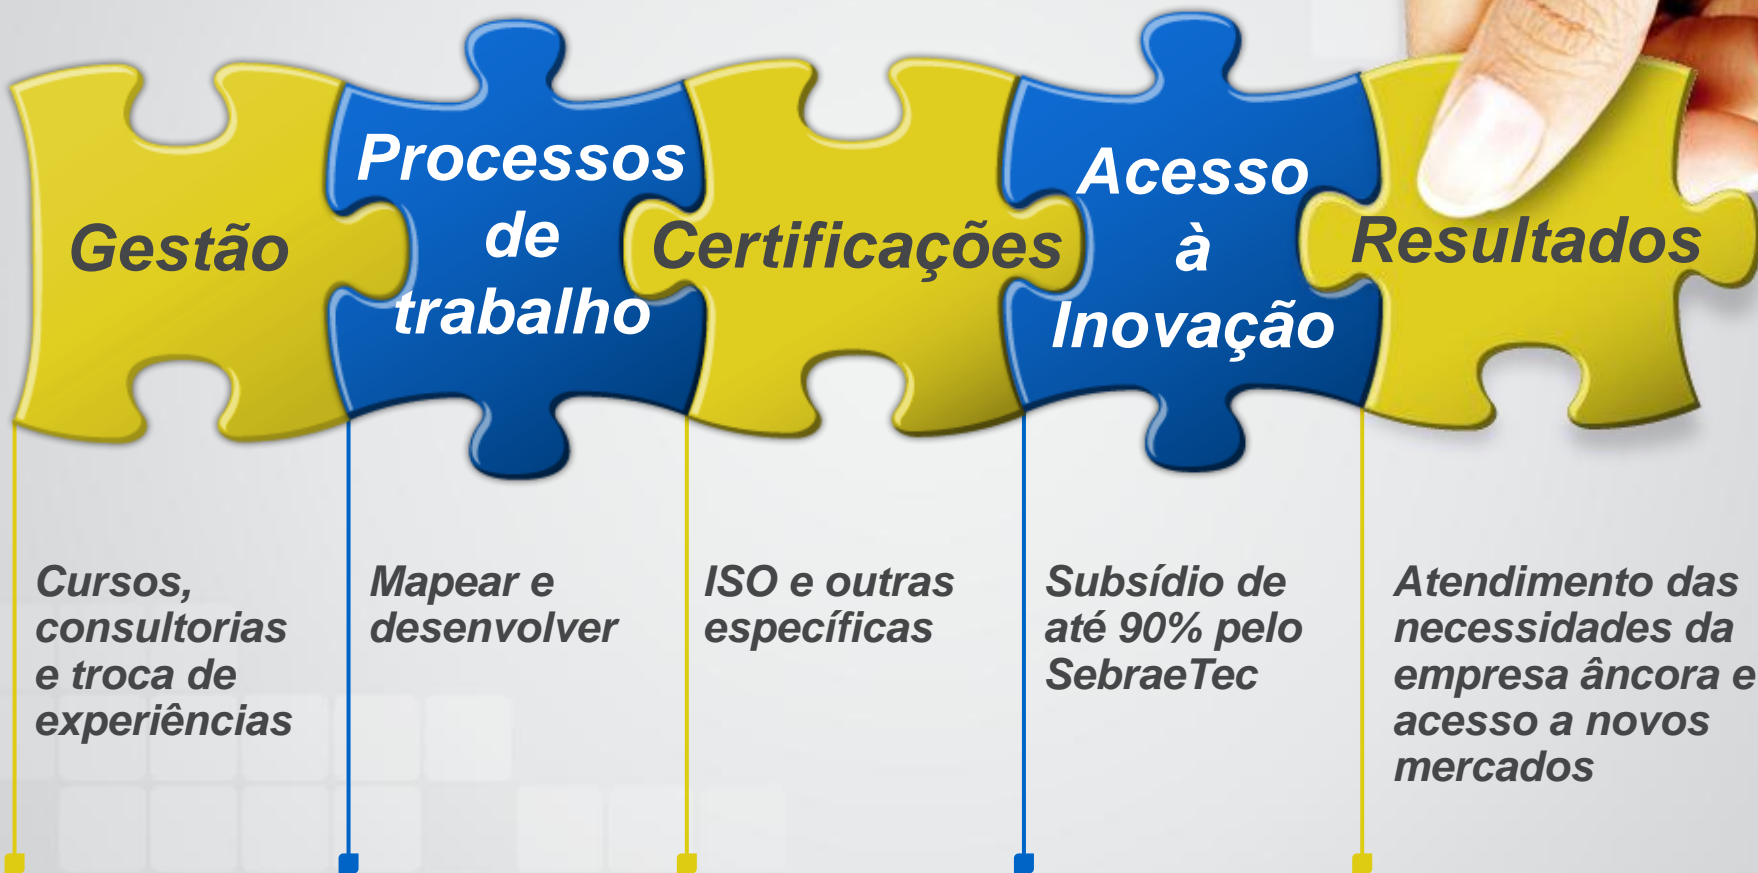 Gestão
Processos
de
trabalho
Certificações
Acesso
à
Inovação
Resultados
Cursos,
consultorias
e troca de
experiências
Mapear e
desenvolver
ISO e outras
específicas
Subsídio de
até 90% pelo
SebraeTec
Atendimento das
necessidades da
empresa âncora e
acesso a novos
mercados